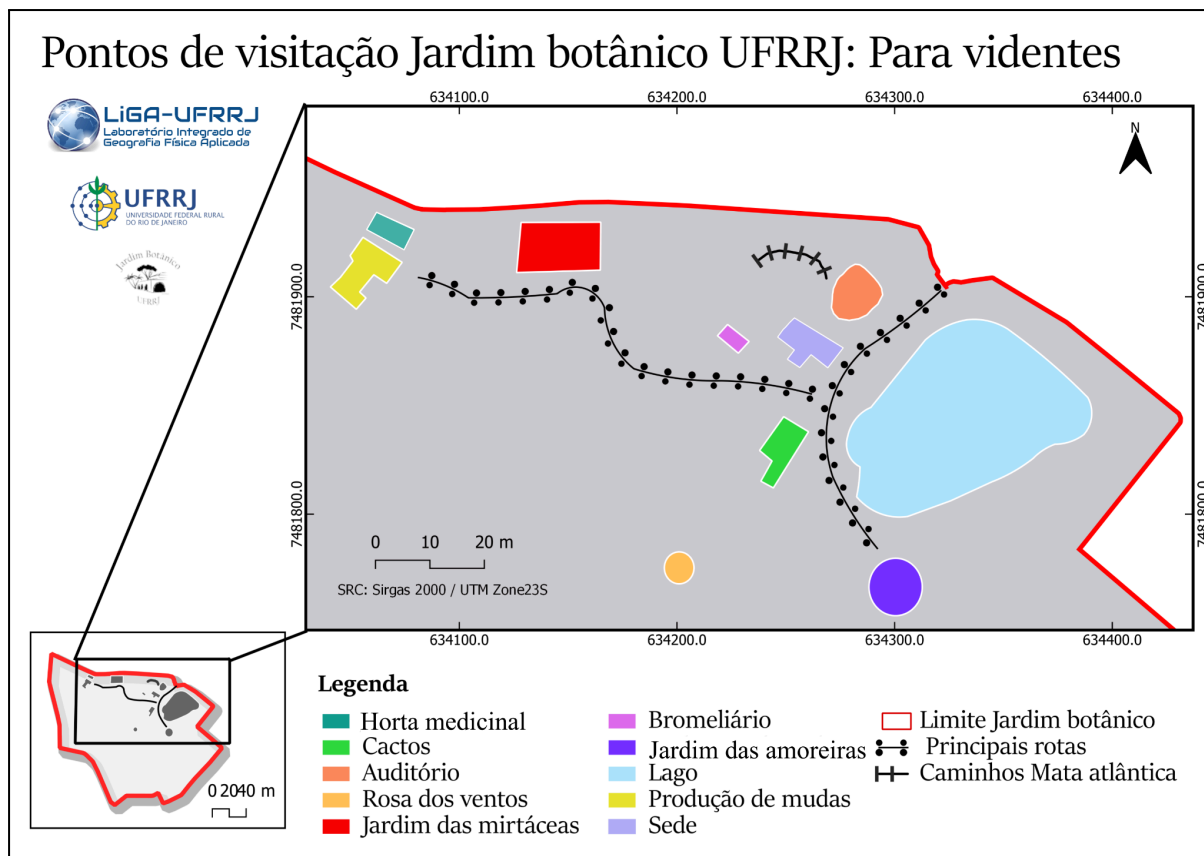 Pontos de visitação Jardim botânico UFRRJ: Para videntes
LiGA-UFRRJ
Laboratório Integrado de
Geografia Física Aplicada
UFRRJ
UNIVERSIDADE FEDERAL RURAL
DO RIO DE JANEIRO
Jardim Botânico
UFRRJ
634100.0 634200.0 634300.0 634400.0
N
7481900.0 7481900.0
7481800.0 7481800.0
0 10 20 m
SRC: Sirgas 2000 / UTM Zone23S
634100.0 634200.0 634300.0 634400.0
0 2040 m
Legenda
Horta medicinal
Cactos
Auditório
Rosa dos ventos
Jardim das mirtáceas
Bromeliário
Jardim das amoreiras
Lago
Produção de mudas
Sede
Limite Jardim botânico
Principais rotas
Caminhos Mata atlântica